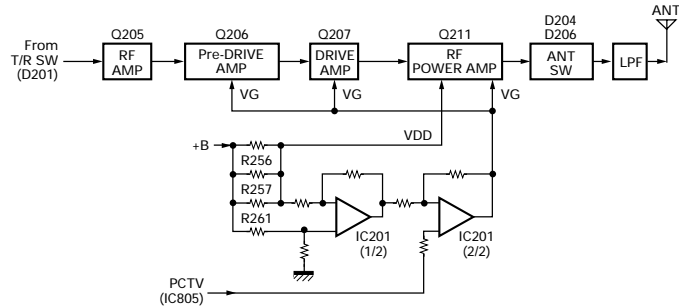 ANT
Q205
Q206
Q207
Q211
D204
D206
From
T/R SW
(D201)
RF
AMP
Pre-DRIVE
AMP
DRIVE
AMP
RF
POWER AMP
ANT
SW
LPF
VG
VG
VG
VDD
+B
R256
R257
R261
IC201
(1/2)
IC201
(2/2)
PCTV
(IC805)